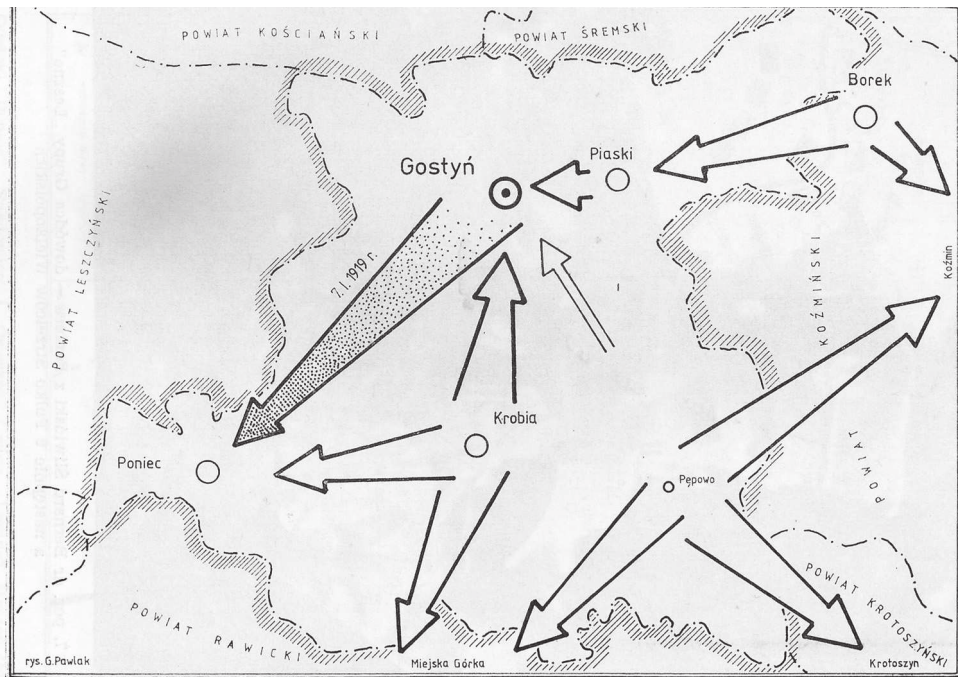 POWIAT KOŚCIAŃSKI
POWIAT ŚREMSKI
Borek
Piaski
Gostyń
POWIAT LESZCZYŃSKI
7.I.1919 r.
KOŹMIŃSKI
Koźmin
Krobia
Poniec
Pępowo
POWIAT
POWIAT RAWICKI
POWIAT KROTOSZYŃSKI
rys. G.Pawlak
Miejska Górka
Krotoszyn